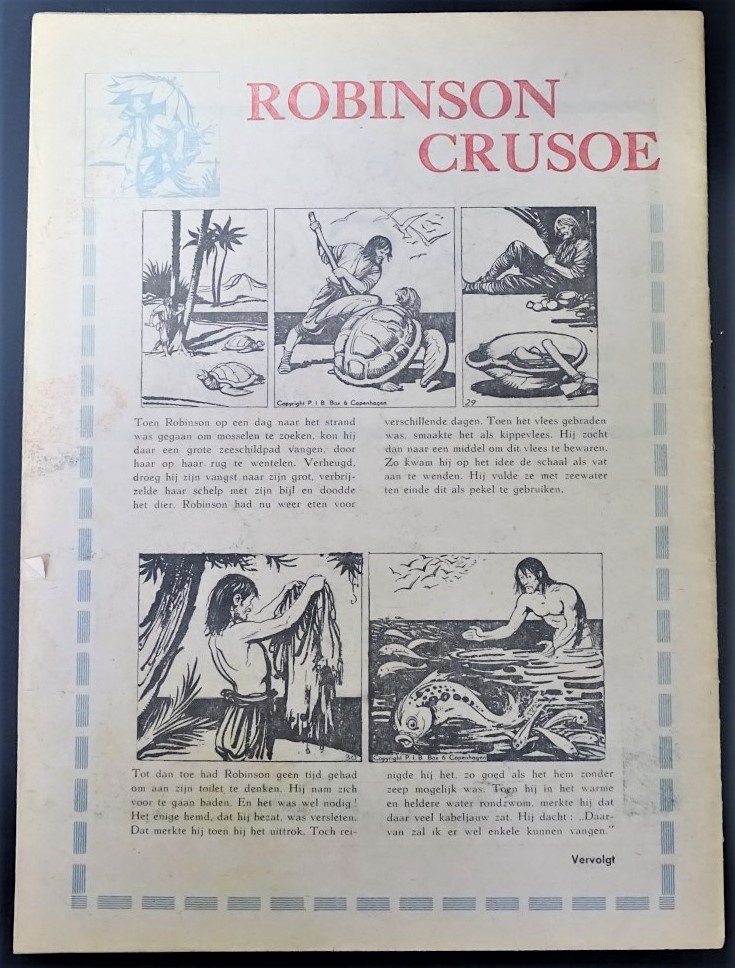 ROBINSON
CRUSOE
Copyright P. I. B. Box 6 Copenhagen
29
Toen Robinson op een dag naar het strand
was gegaan om mosselen te zoeken, kon hij
daar een grote zeeschildpad vangen, door
haar op haar rug te wentelen. Verheugd,
droeg hij zijn vangst naar zijn grot, verbrij-
zelde haar schelp met zijn bijl en doodde
het dier. Robinson had nu weer eten voor
verschillende dagen. Toen het vlees gebraden
was, smaakte het als kippevlees. Hij zocht
dan naar een middel om dit vlees te bewaren.
Zo kwam hij op het idee de schaal als vat
aan te wenden. Hij vulde ze met zeewater
ten einde dit als pekel te gebruiken.
30
Copyright P. I. B. Box 6 Copenhagen
Tot dan toe had Robinson geen tijd gehad
om aan zijn toilet te denken. Hij nam zich
voor te gaan baden. En het was wel nodig!
Het enige hemd, dat hij bezat, was versleten.
Dat merkte hij toen hij het uittrok. Toch rei-
nigde hij het, zo goed als het hem zonder
zeep mogelijk was. Toen hij in het warme
en heldere water rondzwom, merkte hij dat
daar veel kabeljauw zat. Hij dacht: „Daar-
van zal ik er wel enkele kunnen vangen."
Vervolgt